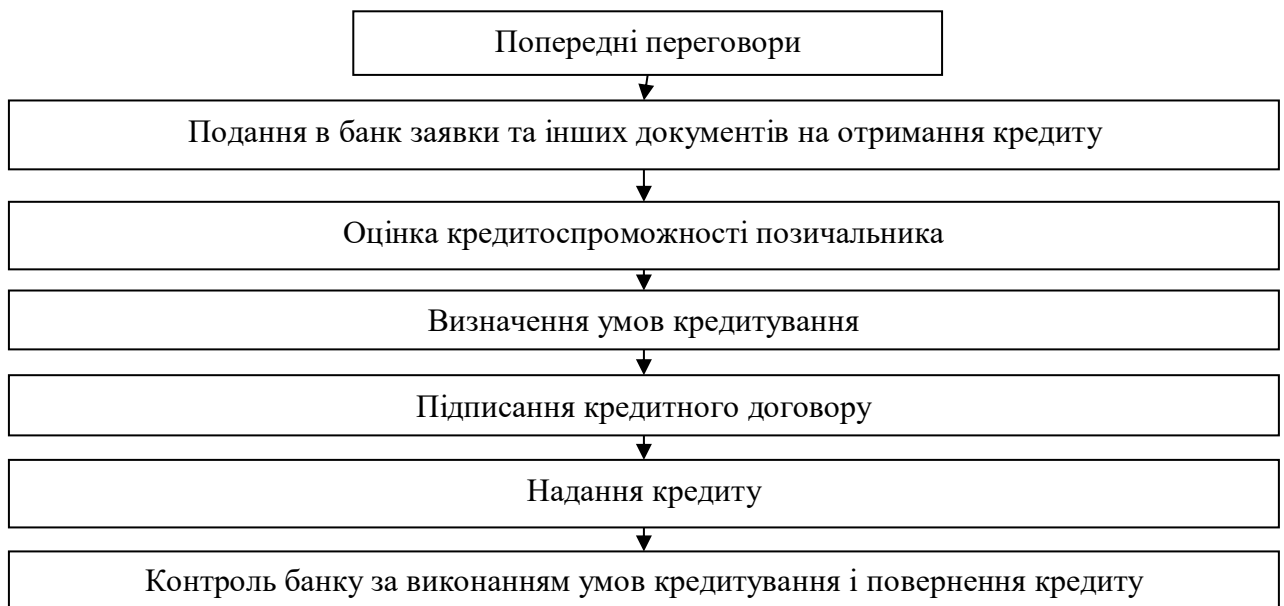 Попередні переговори
Подання в банк заявки та інших документів на отримання кредиту
Оцінка кредитоспроможності позичальника
Визначення умов кредитування
Підписання кредитного договору
Надання кредиту
Контроль банку за виконанням умов кредитування і повернення кредиту